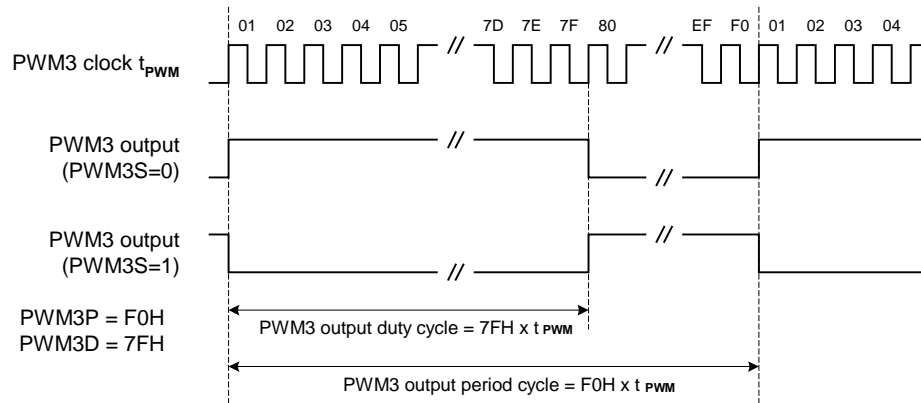 01 02 03 04 05 7D 7E 7F 80 EF F0 01 02 03 04
PWM3 clock tPWM
//
//
PWM3 output
(PWM3S=0)
//
//
PWM3 output
(PWM3S=1)
//
//
PWM3P = F0H
PWM3D = 7FH
PWM3 output duty cycle = 7FH x t PWM
PWM3 output period cycle = F0H x t PWM